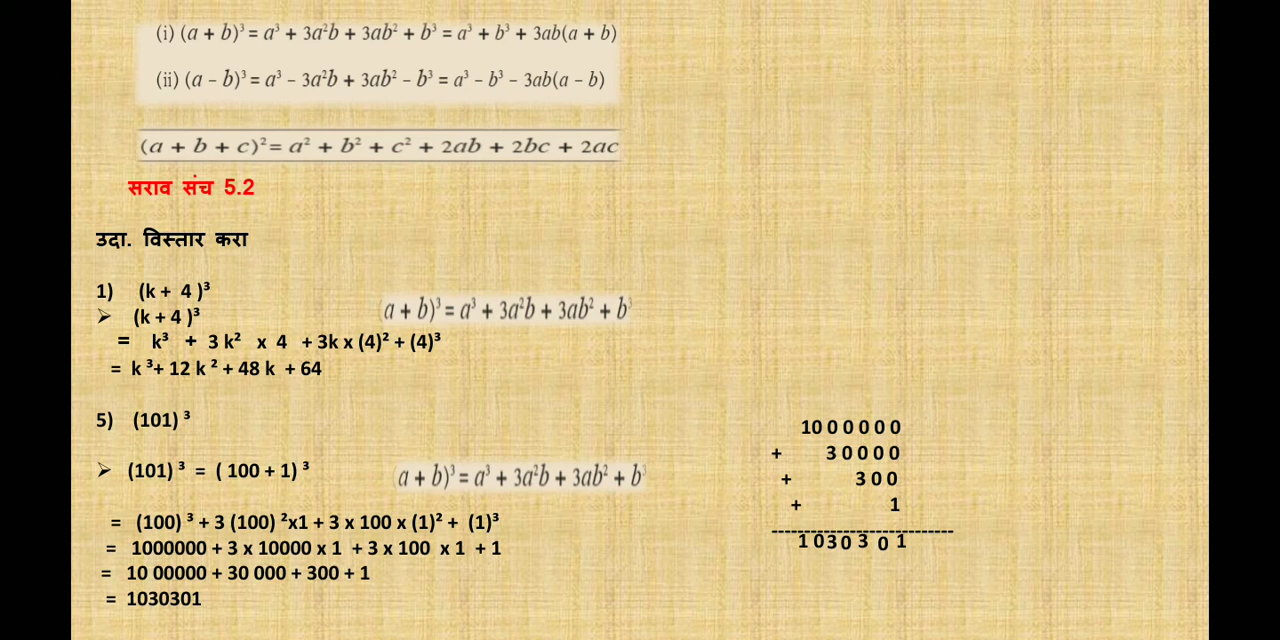 (i) (a + b)³ = a³ + 3a²b + 3ab² + b³ = a³ + b³ + 3ab(a + b)
(ii) (a − b)³ = a³ − 3a²b + 3ab² − b³ = a³ − b³ − 3ab(a − b)
(a + b + c)² = a² + b² + c² + 2ab + 2bc + 2ac
सराव संच 5.2
उदा. विस्तार करा
1) (k + 4 )³
➢ (k + 4 )³
(a + b)³ = a³ + 3a²b + 3ab² + b³
= k³ + 3 k² x 4 + 3k x (4)² + (4)³
= k ³+ 12 k ² + 48 k + 64
5) (101) ³
➢ (101) ³ = ( 100 + 1) ³
(a + b)³ = a³ + 3a²b + 3ab² + b³
= (100) ³ + 3 (100) ²x1 + 3 x 100 x (1)² + (1)³
= 1000000 + 3 x 10000 x 1 + 3 x 100 x 1 + 1
= 10 00000 + 30 000 + 300 + 1
= 1030301
10 0 0 0 0 0
+ 3 0 0 0 0
+ 3 0 0
+ 1
---------------------------
1 0 3 0 3 0 1